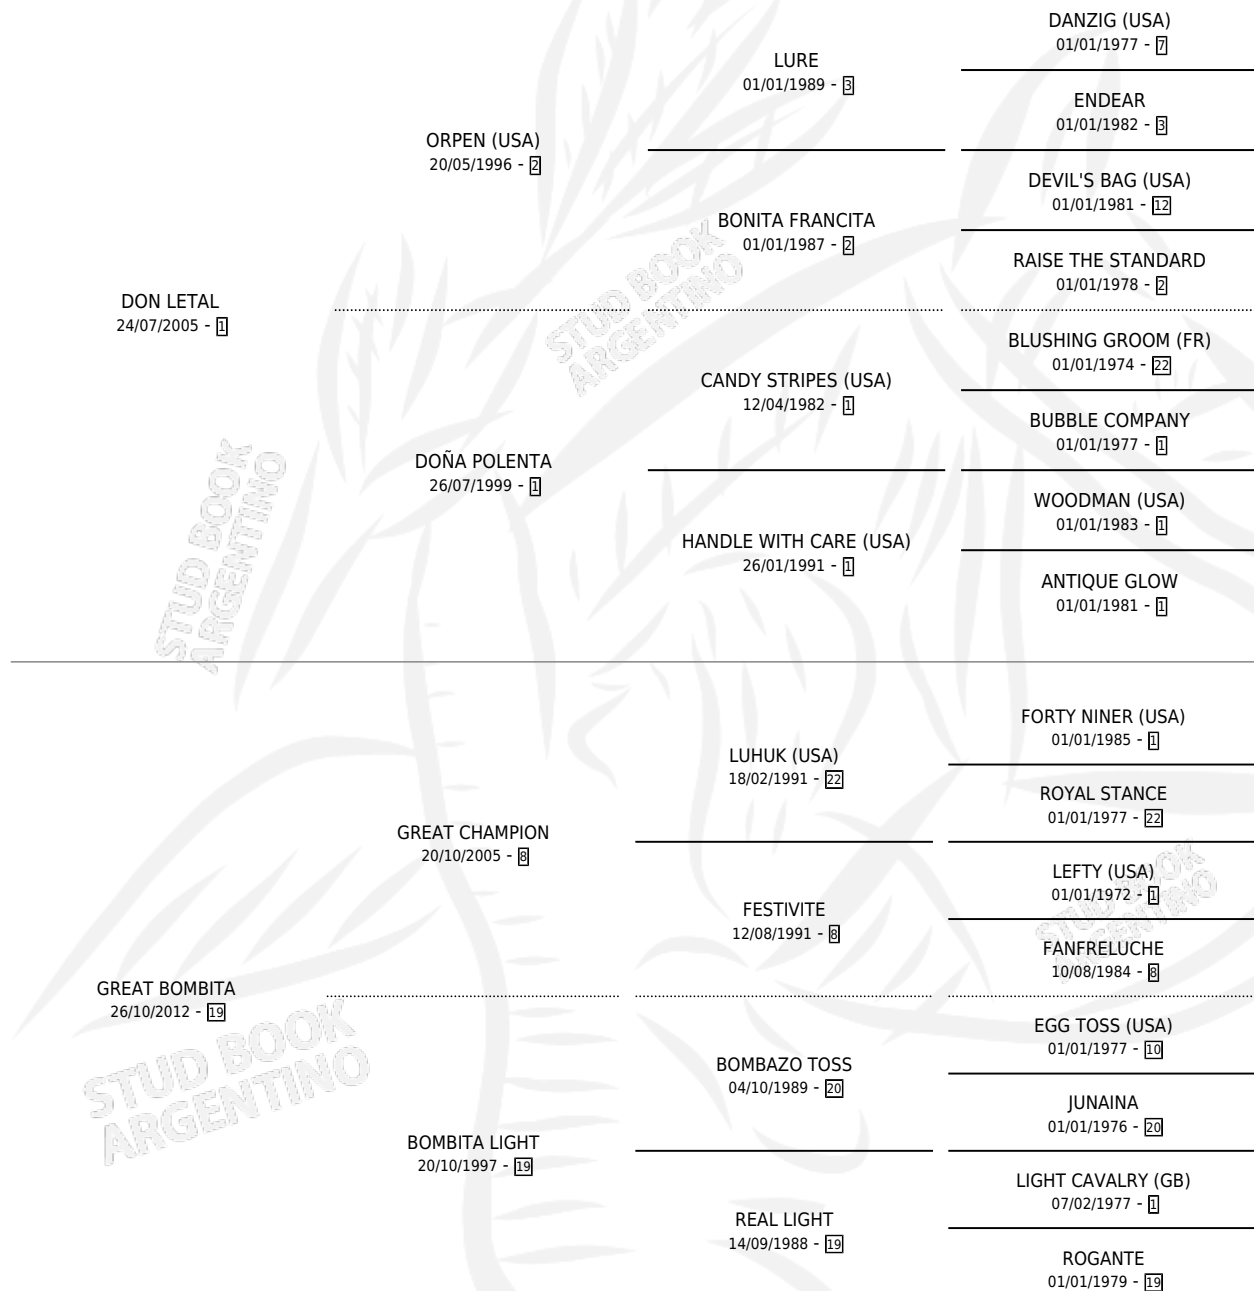 DANZIG (USA)
01/01/1977 - 7
LURE
01/01/1989 - 3
ENDEAR
01/01/1982 - 3
ORPEN (USA)
20/05/1996 - 2
DEVIL'S BAG (USA)
01/01/1981 - 12
BONITA FRANCITA
01/01/1987 - 2
RAISE THE STANDARD
01/01/1978 - 2
DON LETAL
24/07/2005 - 1
BLUSHING GROOM (FR)
01/01/1974 - 22
CANDY STRIPES (USA)
12/04/1982 - 1
BUBBLE COMPANY
01/01/1977 - 1
DOÑA POLENTA
26/07/1999 - 1
WOODMAN (USA)
01/01/1983 - 1
HANDLE WITH CARE (USA)
26/01/1991 - 1
ANTIQUE GLOW
01/01/1981 - 1
FORTY NINER (USA)
01/01/1985 - 1
LUHUK (USA)
18/02/1991 - 22
ROYAL STANCE
01/01/1977 - 22
GREAT CHAMPION
20/10/2005 - 8
LEFTY (USA)
01/01/1972 - 1
FESTIVITE
12/08/1991 - 8
FANFRELUCHE
10/08/1984 - 8
GREAT BOMBITA
26/10/2012 - 19
EGG TOSS (USA)
01/01/1977 - 10
BOMBAZO TOSS
04/10/1989 - 20
JUNAINA
01/01/1976 - 20
BOMBITA LIGHT
20/10/1997 - 19
LIGHT CAVALRY (GB)
07/02/1977 - 1
REAL LIGHT
14/09/1988 - 19
ROGANTE
01/01/1979 - 19
STUD BOOK
ARGENTINO
STUD BOOK
ARGENTINO
STUD BOOK
ARGENTINO
STUD BOOK
ARGENTINO